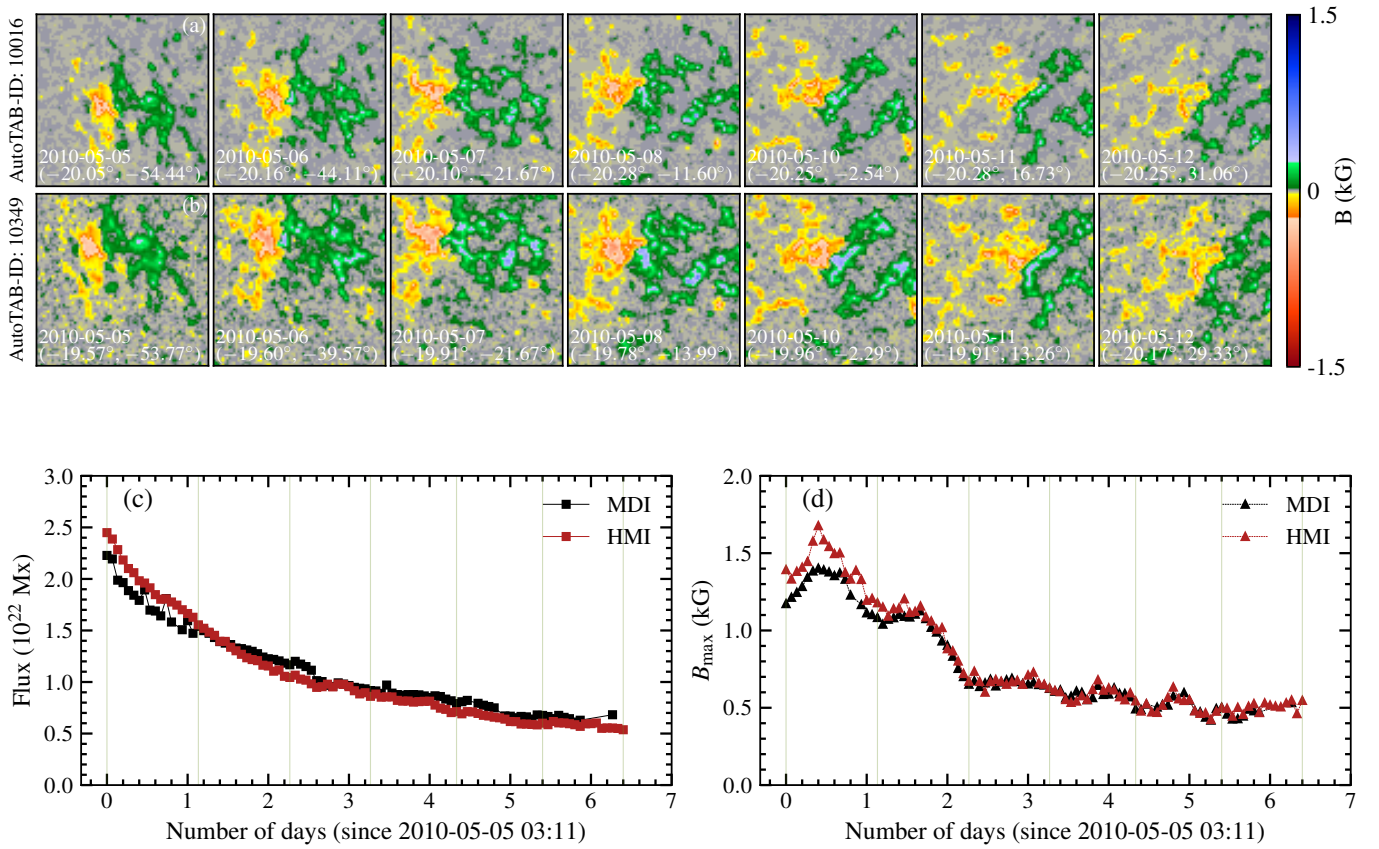 AutoTAB-ID: 10016
(a)
2010-05-05
(−20.05°, −54.44°)
2010-05-06
(−20.16°, −44.11°)
2010-05-07
(−20.10°, −21.67°)
2010-05-08
(−20.28°, −11.60°)
2010-05-10
(−20.25°, −2.54°)
2010-05-11
(−20.28°, 16.73°)
2010-05-12
(−20.25°, 31.06°)
AutoTAB-ID: 10349
(b)
2010-05-05
(−19.57°, −53.77°)
2010-05-06
(−19.60°, −39.57°)
2010-05-07
(−19.91°, −21.67°)
2010-05-08
(−19.78°, −13.99°)
2010-05-10
(−19.96°, −2.29°)
2010-05-11
(−19.91°, 13.26°)
2010-05-12
(−20.17°, 29.33°)
1.5
0
-1.5
B (kG)
(c)
MDI
HMI
3.0
2.5
2.0
1.5
1.0
0.5
0.0
Flux (10²² Mx)
0 1 2 3 4 5 6 7
Number of days (since 2010-05-05 03:11)
(d)
MDI
HMI
2.0
1.5
1.0
0.5
0.0
B_max (kG)
0 1 2 3 4 5 6 7
Number of days (since 2010-05-05 03:11)